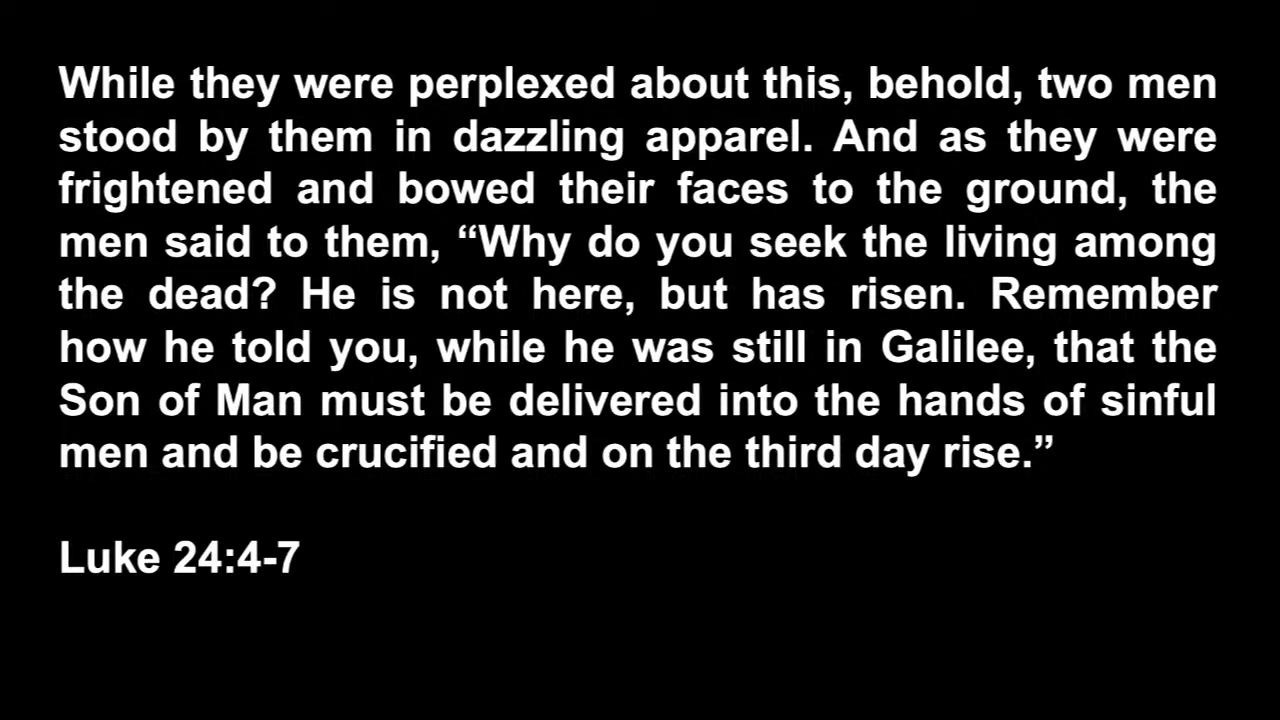 While they were perplexed about this, behold, two men
stood by them in dazzling apparel. And as they were
frightened and bowed their faces to the ground, the
men said to them, “Why do you seek the living among
the dead? He is not here, but has risen. Remember
how he told you, while he was still in Galilee, that the
Son of Man must be delivered into the hands of sinful
men and be crucified and on the third day rise.”
Luke 24:4-7